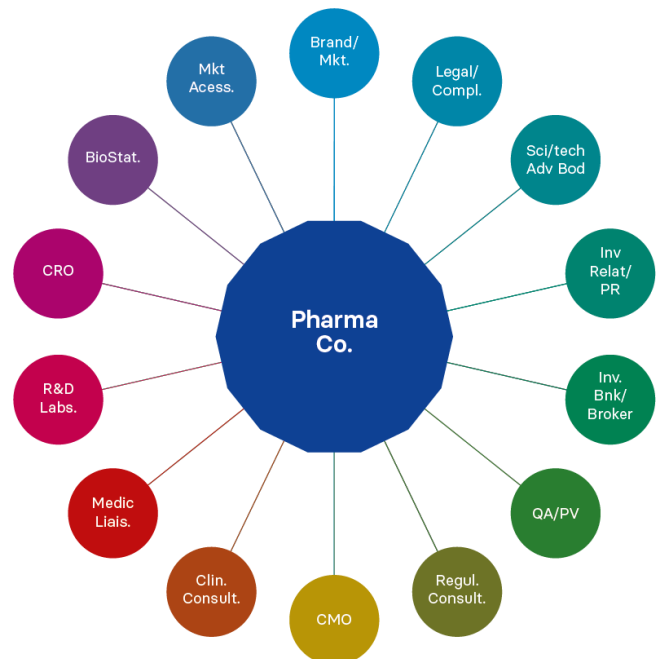 Brand/
Mkt.
Legal/
Compl.
Sci/tech
Adv Bod
Inv
Relat/
PR
Inv.
Bnk/
Broker
QA/PV
Regul.
Consult.
CMO
Clin.
Consult.
Medic
Liais.
R&D
Labs.
CRO
BioStat.
Mkt
Acess.
Pharma
Co.